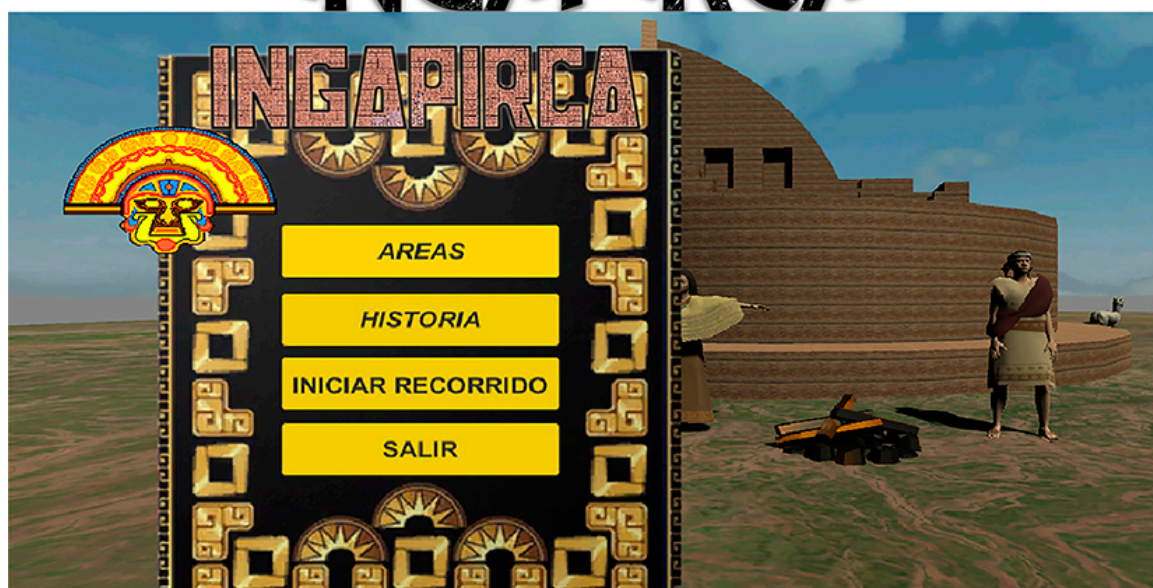 INGAPIRCA
AREAS
HISTORIA
INICIAR RECORRIDO
SALIR